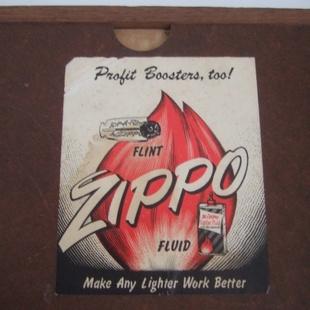 Profit Boosters, too!
FLINT
ZIPPO
FLUID
Make Any Lighter Work Better